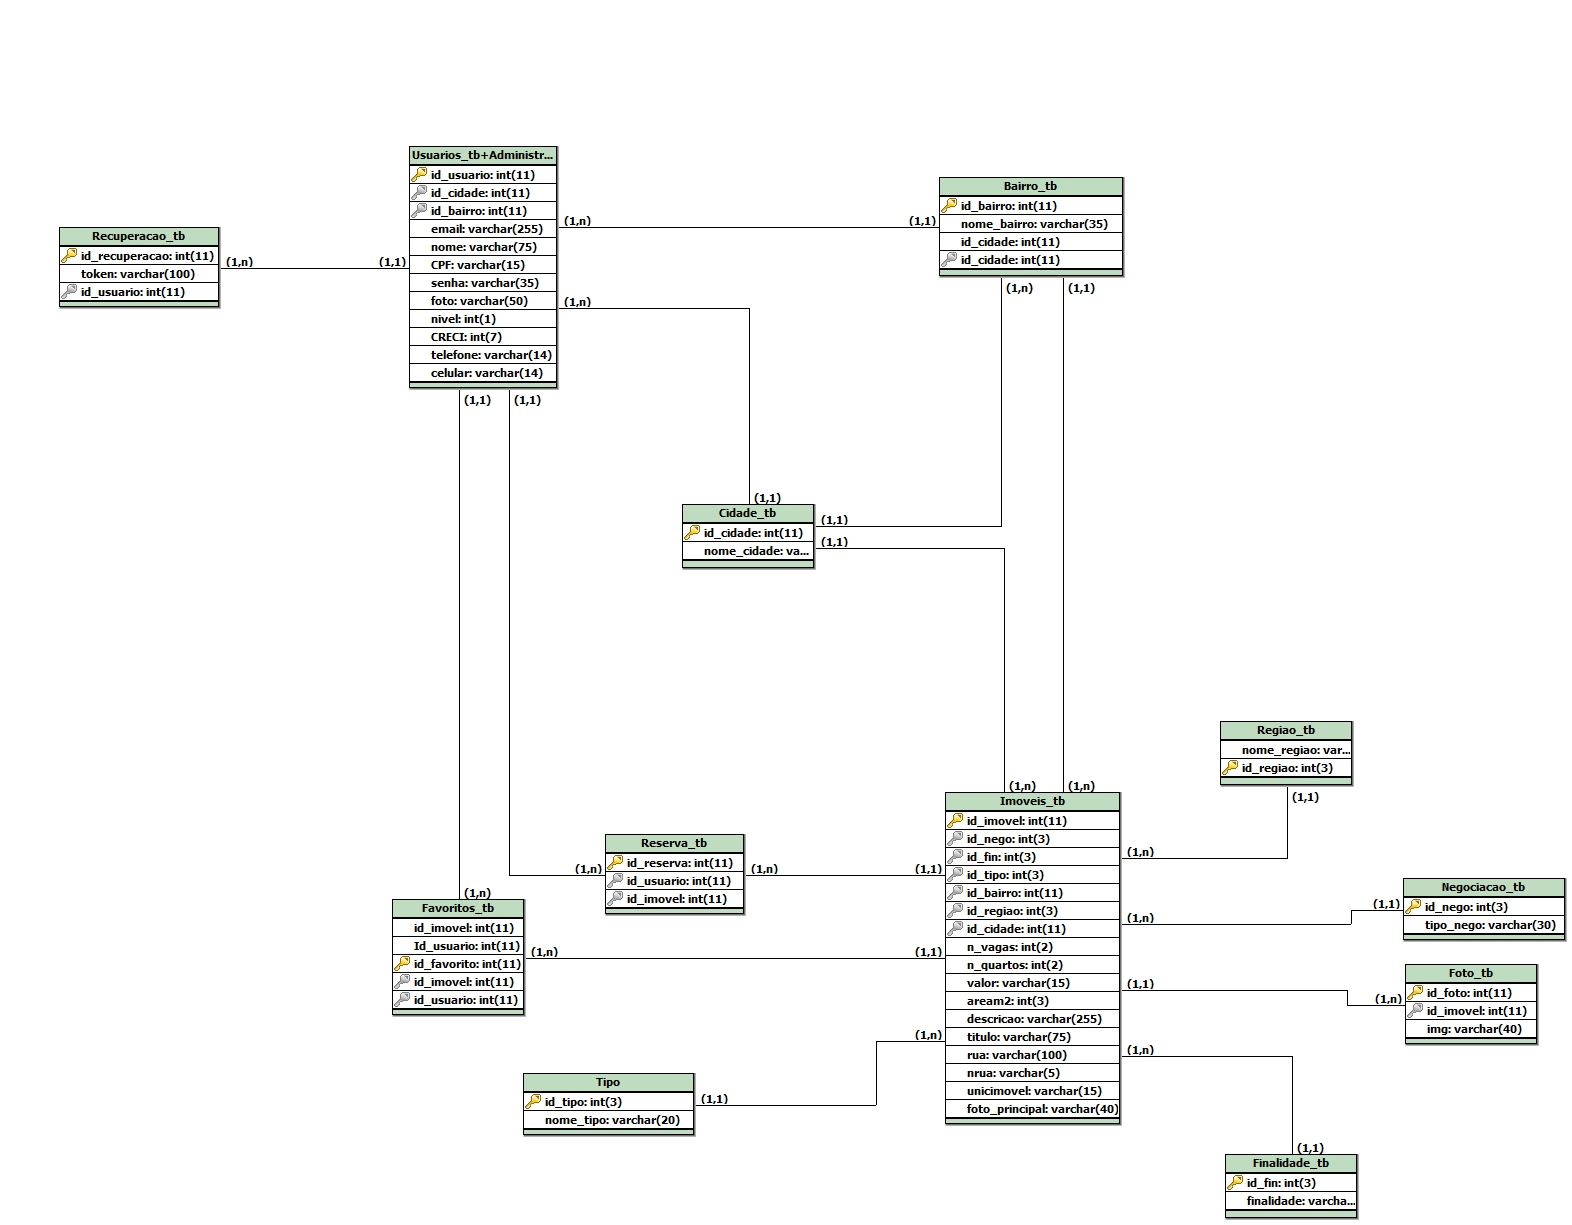 Usuarios_tb+Administr...
id_usuario: int(11)
id_cidade: int(11)
id_bairro: int(11)
email: varchar(255)
nome: varchar(75)
CPF: varchar(15)
senha: varchar(35)
foto: varchar(50)
nivel: int(1)
CRECI: int(7)
telefone: varchar(14)
celular: varchar(14)
(1,n)
(1,1)
(1,n)
(1,1)
(1,1)
Bairro_tb
id_bairro: int(11)
nome_bairro: varchar(35)
id_cidade: int(11)
id_cidade: int(11)
(1,n)
(1,1)
Recuperacao_tb
id_recuperacao: int(11)
token: varchar(100)
id_usuario: int(11)
(1,n)
(1,1)
(1,1)
Cidade_tb
id_cidade: int(11)
nome_cidade: va...
(1,1)
(1,1)
Regiao_tb
nome_regiao: var...
id_regiao: int(3)
(1,1)
(1,n)
(1,n)
Imoveis_tb
id_imovel: int(11)
id_nego: int(3)
id_fin: int(3)
id_tipo: int(3)
id_bairro: int(11)
id_regiao: int(3)
id_cidade: int(11)
n_vagas: int(2)
n_quartos: int(2)
valor: varchar(15)
aream2: int(3)
descricao: varchar(255)
titulo: varchar(75)
rua: varchar(100)
nrua: varchar(5)
unicimovel: varchar(15)
foto_principal: varchar(40)
(1,n)
(1,n)
(1,1)
(1,n)
Reserva_tb
id_reserva: int(11)
id_usuario: int(11)
id_imovel: int(11)
(1,n)
(1,n)
(1,1)
(1,n)
Favoritos_tb
id_imovel: int(11)
Id_usuario: int(11)
id_favorito: int(11)
id_imovel: int(11)
id_usuario: int(11)
(1,n)
(1,1)
Negociacao_tb
id_nego: int(3)
tipo_nego: varchar(30)
(1,1)
Foto_tb
id_foto: int(11)
id_imovel: int(11)
img: varchar(40)
(1,n)
(1,n)
Tipo
id_tipo: int(3)
nome_tipo: varchar(20)
(1,1)
(1,1)
Finalidade_tb
id_fin: int(3)
finalidade: varcha...